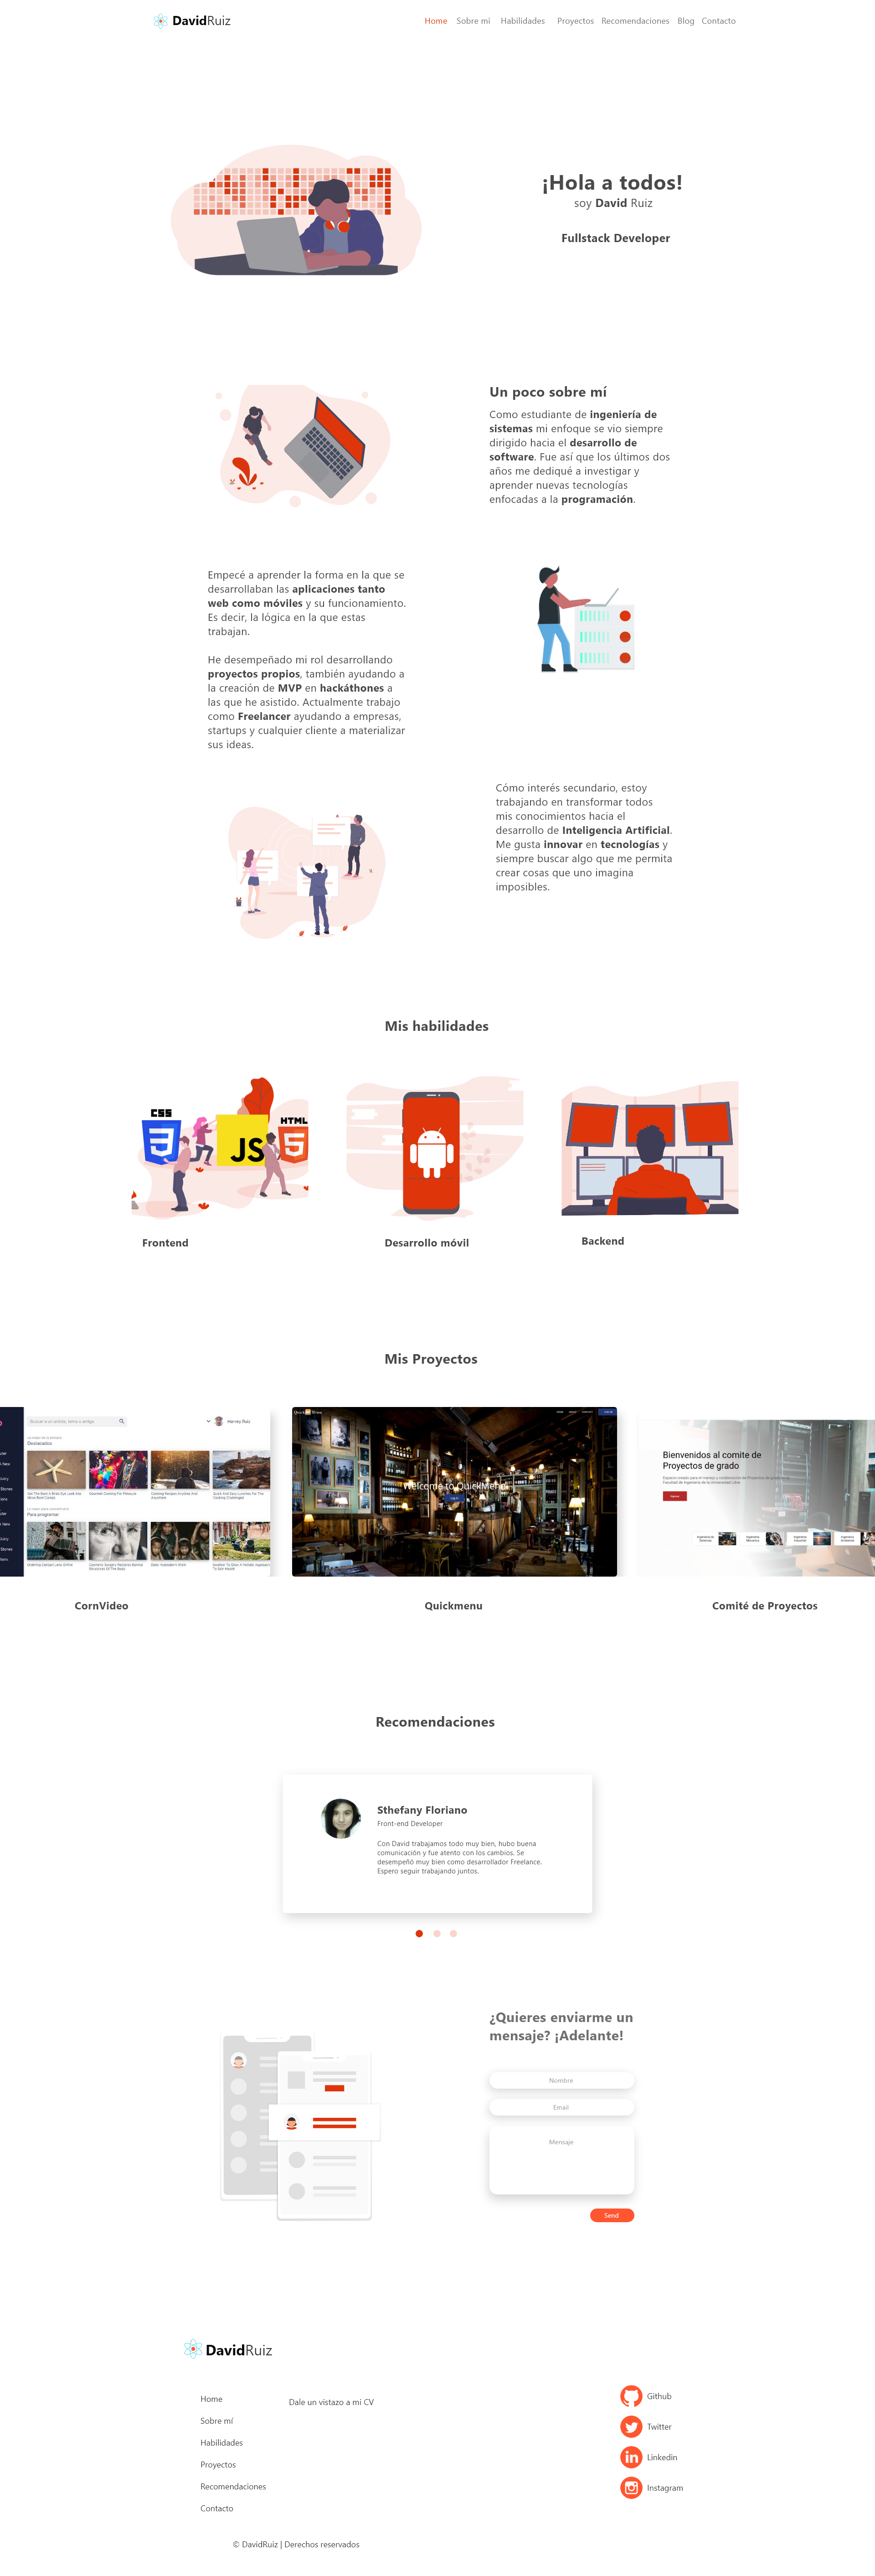 DavidRuiz
Home Sobre mi Habilidades Proyectos Recomendaciones Blog Contacto
¡Hola a todos!
soy David Ruiz
Fullstack Developer
Un poco sobre mí
Como estudiante de ingeniería de
sistemas mi enfoque se vio siempre
dirigido hacia el desarrollo de
software. Fue así que los últimos dos
años me dediqué a investigar y
aprender nuevas tecnologías
enfocadas a la programación.
Empecé a aprender la forma en la que se
desarrollaban las aplicaciones tanto
web como móviles y su funcionamiento.
Es decir, la lógica en la que estas
trabajan.
He desempeñado mi rol desarrollando
proyectos propios, también ayudando a
la creación de MVP en hackáthones a
las que he asistido. Actualmente trabajo
como Freelancer ayudando a empresas,
startups y cualquier cliente a materializar
sus ideas.
Cómo interés secundario, estoy
trabajando en transformar todos
mis conocimientos hacia el
desarrollo de Inteligencia Artificial.
Me gusta innovar en tecnologías y
siempre buscar algo que me permita
crear cosas que uno imagina
imposibles.
Mis habilidades
CSS
JS
HTML
Frontend
Desarrollo móvil
Backend
Mis Proyectos
Buscar a un artista, tema o amigo
Harvey Ruiz
Destacados
Para programar
Welcome to QuickMenu
Bienvenidos al comite de
Proyectos de grado
CornVideo
Quickmenu
Comité de Proyectos
Recomendaciones
Sthefany Floriano
Front-end Developer
Con David trabajamos todo muy bien, hubo buena
comunicación y fue atento con los cambios. Se
desempeñó muy bien como desarrollador Freelance.
Espero seguir trabajando juntos.
¿Quieres enviarme un
mensaje? ¡Adelante!
Nombre
Email
Mensaje
Send
DavidRuiz
Home
Sobre mí
Habilidades
Proyectos
Recomendaciones
Contacto
Dale un vistazo a mi CV
Github
Twitter
Linkedin
Instagram
© DavidRuiz | Derechos reservados